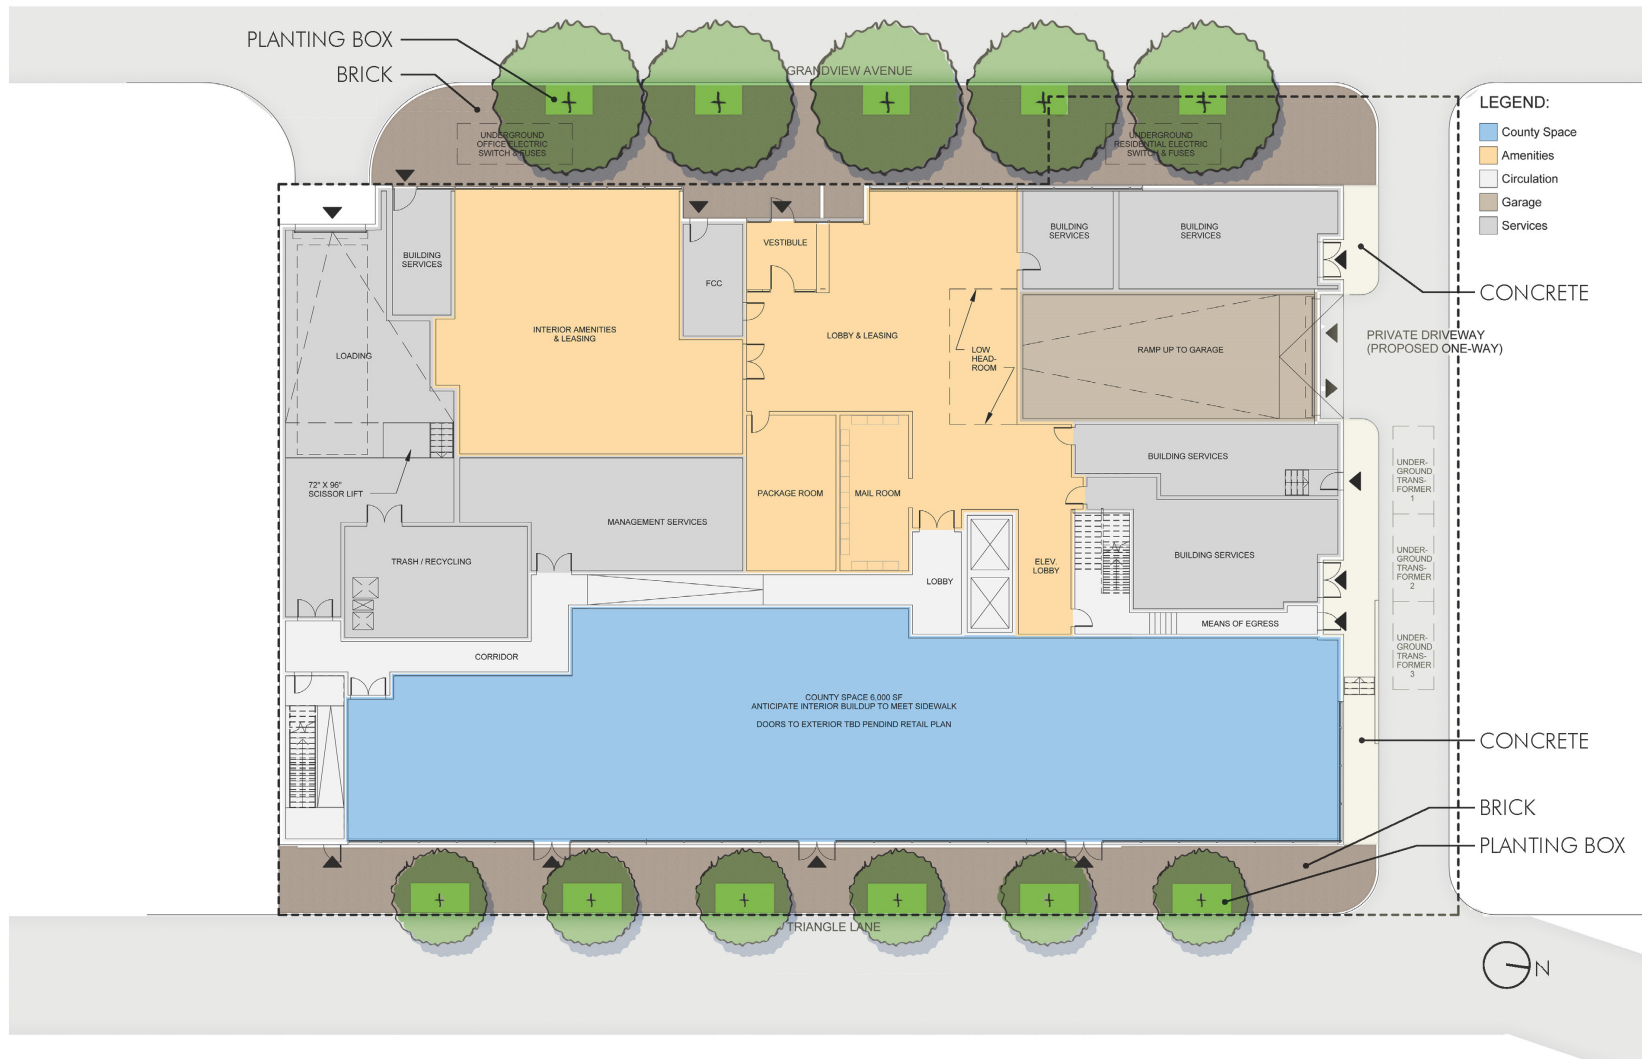 PLANTING BOX
BRICK
GRANDVIEW AVENUE
UNDERGROUND
OFFICE ELECTRIC
SWITCH & FUSES
UNDERGROUND
RESIDENTIAL ELECTRIC
SWITCH & FUSES
LEGEND:
County Space
Amenities
Circulation
Garage
Services
BUILDING
SERVICES
VESTIBULE
BUILDING
SERVICES
BUILDING
SERVICES
FCC
CONCRETE
INTERIOR AMENITIES
& LEASING
LOBBY & LEASING
LOADING
LOW
HEAD-
ROOM
RAMP UP TO GARAGE
PRIVATE DRIVEWAY
(PROPOSED ONE-WAY)
BUILDING SERVICES
72" X 96"
SCISSOR LIFT
PACKAGE ROOM
MAIL ROOM
UNDER-
GROUND
TRANS-
FORMER
1
MANAGEMENT SERVICES
TRASH / RECYCLING
LOBBY
ELEV.
LOBBY
BUILDING SERVICES
UNDER-
GROUND
TRANS-
FORMER
2
MEANS OF EGRESS
CORRIDOR
UNDER-
GROUND
TRANS-
FORMER
3
COUNTY SPACE 6,000 SF
ANTICIPATE INTERIOR BUILDUP TO MEET SIDEWALK
DOORS TO EXTERIOR TBD PENDIND RETAIL PLAN
CONCRETE
BRICK
PLANTING BOX
TRIANGLE LANE
N